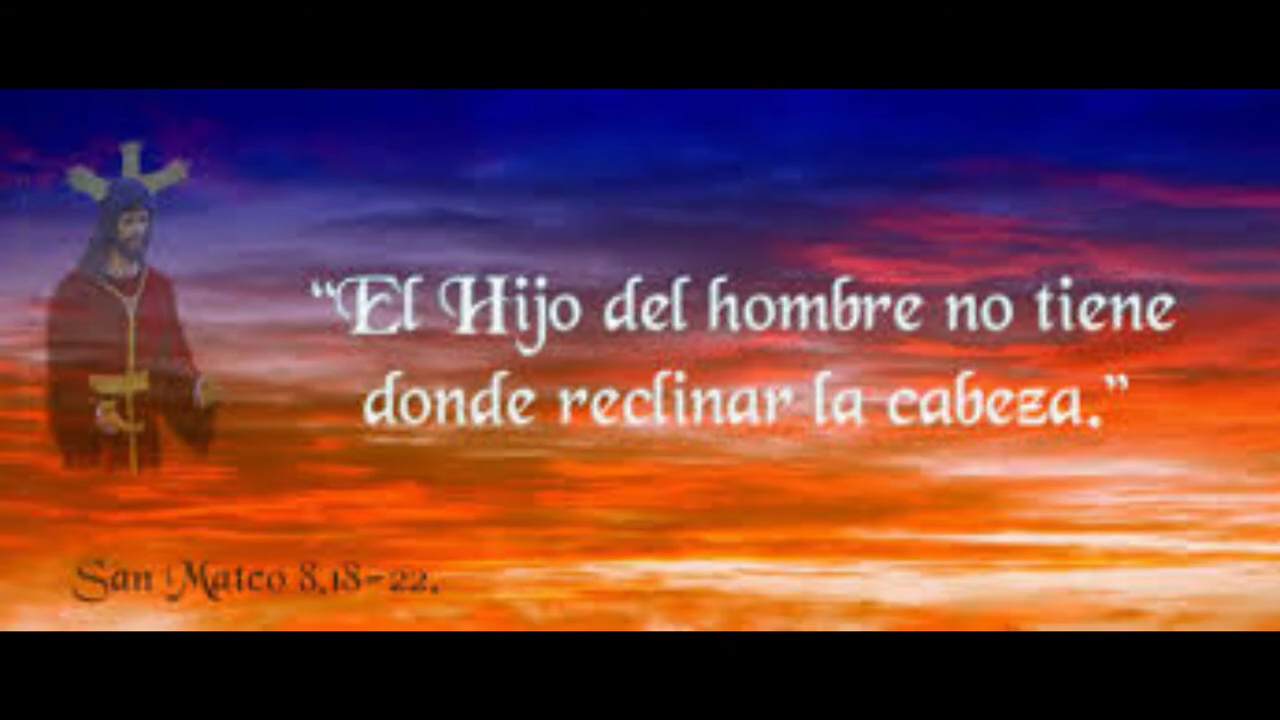 “El Hijo del hombre no tiene
donde reclinar la cabeza.”
San Mateo 8,18-22.